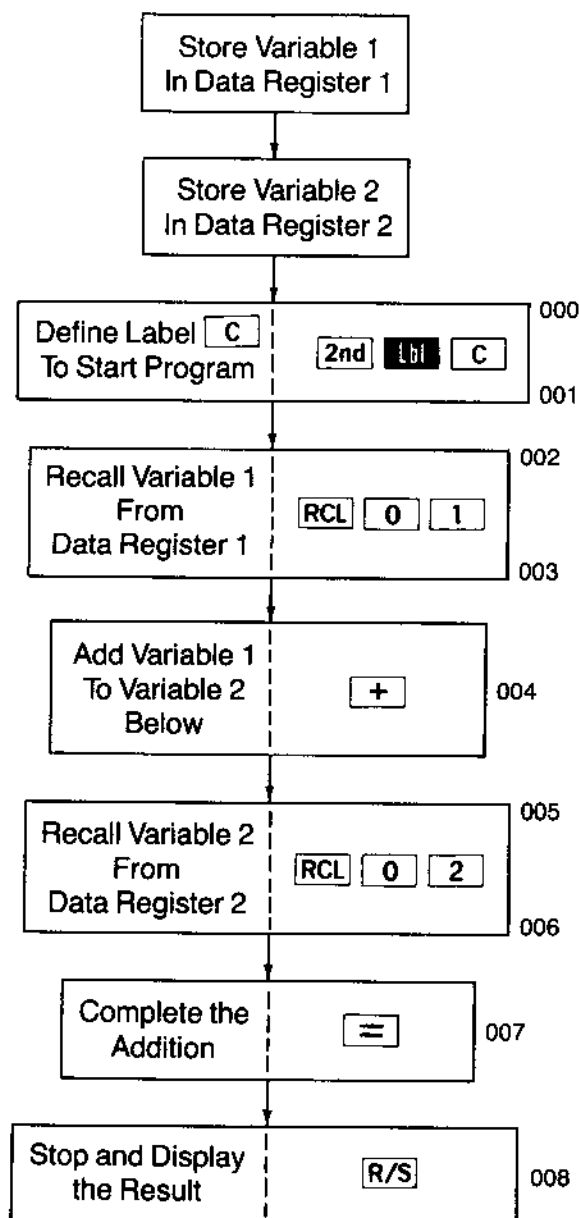 Store Variable 1
In Data Register 1
Store Variable 2
In Data Register 2
000
Define Label C
To Start Program
2nd Lbl C
001
002
Recall Variable 1
From
Data Register 1
RCL 0 1
003
Add Variable 1
To Variable 2
Below
+
004
005
Recall Variable 2
From
Data Register 2
RCL 0 2
006
Complete the
Addition
=
007
Stop and Display
the Result
R/S
008